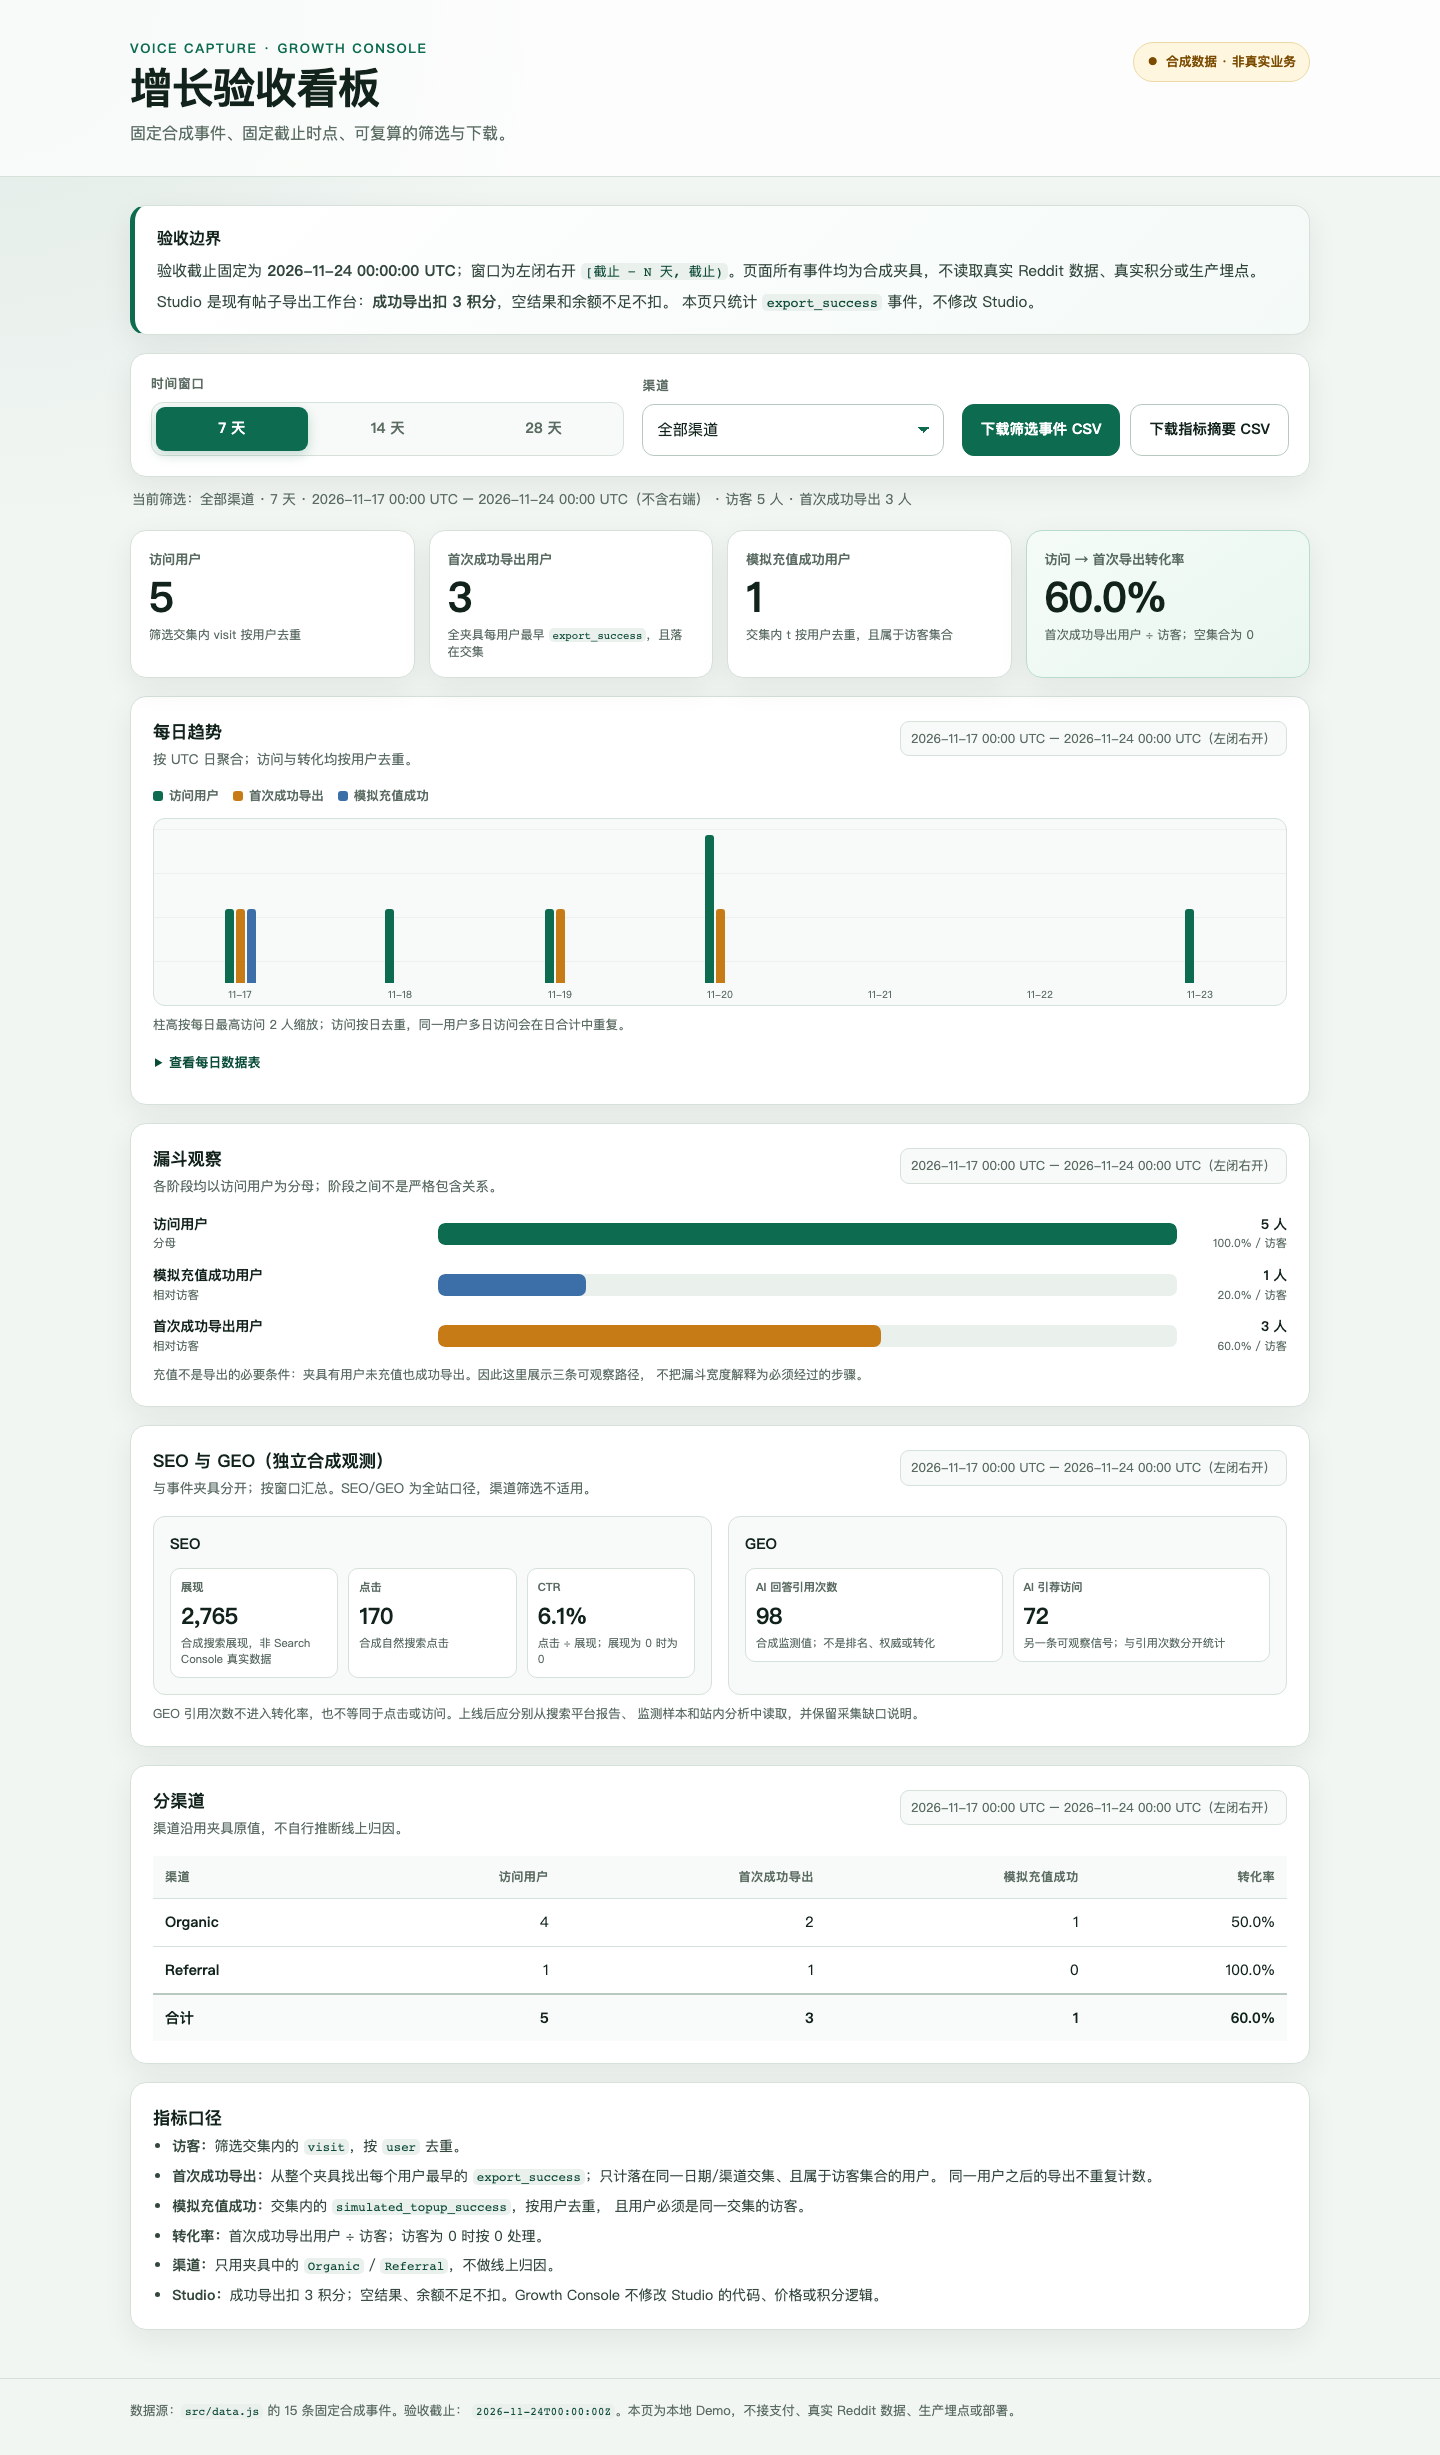 VOICE CAPTURE · GROWTH CONSOLE
增长验收看板
固定合成事件、固定截止时点、可复算的筛选与下载。
● 合成数据 · 非真实业务
验收边界
验收截止固定为 2026-11-24 00:00:00 UTC；窗口为左闭右开 [截止 - N 天, 截止)。页面所有事件均为合成夹具，不读取真实 Reddit 数据、真实积分或生产埋点。
Studio 是现有帖子导出工作台：成功导出扣 3 积分，空结果和余额不足不扣。 本页只统计 export_success 事件，不修改 Studio。
时间窗口
7 天 14 天 28 天
渠道
全部渠道
下载筛选事件 CSV
下载指标摘要 CSV
当前筛选：全部渠道 · 7 天 · 2026-11-17 00:00 UTC — 2026-11-24 00:00 UTC（不含右端） · 访客 5 人 · 首次成功导出 3 人
访问用户
5
筛选交集内 visit 按用户去重
首次成功导出用户
3
全夹具每用户最早 export_success，且落
在交集
模拟充值成功用户
1
交集内 t 按用户去重，且属于访客集合
访问 → 首次导出转化率
60.0%
首次成功导出用户 ÷ 访客；空集合为 0
每日趋势
按 UTC 日聚合；访问与转化均按用户去重。
2026-11-17 00:00 UTC — 2026-11-24 00:00 UTC（左闭右开）
访问用户 首次成功导出 模拟充值成功
11-17 11-18 11-19 11-20 11-21 11-22 11-23
柱高按每日最高访问 2 人缩放；访问按日去重，同一用户多日访问会在日合计中重复。
▶ 查看每日数据表
漏斗观察
各阶段均以访问用户为分母；阶段之间不是严格包含关系。
2026-11-17 00:00 UTC — 2026-11-24 00:00 UTC（左闭右开）
访问用户
分母
5 人
100.0% / 访客
模拟充值成功用户
相对访客
1 人
20.0% / 访客
首次成功导出用户
相对访客
3 人
60.0% / 访客
充值不是导出的必要条件：夹具有用户未充值也成功导出。因此这里展示三条可观察路径， 不把漏斗宽度解释为必须经过的步骤。
SEO 与 GEO（独立合成观测）
与事件夹具分开；按窗口汇总。SEO/GEO 为全站口径，渠道筛选不适用。
2026-11-17 00:00 UTC — 2026-11-24 00:00 UTC（左闭右开）
SEO
展现
2,765
合成搜索展现，非 Search
Console 真实数据
点击
170
合成自然搜索点击
CTR
6.1%
点击 ÷ 展现；展现为 0 时为
0
GEO
AI 回答引用次数
98
合成监测值；不是排名、权威或转化
AI 引荐访问
72
另一条可观察信号；与引用次数分开统计
GEO 引用次数不进入转化率，也不等同于点击或访问。上线后应分别从搜索平台报告、 监测样本和站内分析中读取，并保留采集缺口说明。
分渠道
渠道沿用夹具原值，不自行推断线上归因。
2026-11-17 00:00 UTC — 2026-11-24 00:00 UTC（左闭右开）
渠道 访问用户 首次成功导出 模拟充值成功 转化率
Organic 4 2 1 50.0%
Referral 1 1 0 100.0%
合计 5 3 1 60.0%
指标口径
• 访客：筛选交集内的 visit，按 user 去重。
• 首次成功导出：从整个夹具找出每个用户最早的 export_success；只计落在同一日期/渠道交集、且属于访客集合的用户。 同一用户之后的导出不重复计数。
• 模拟充值成功：交集内的 simulated_topup_success，按用户去重， 且用户必须是同一交集的访客。
• 转化率：首次成功导出用户 ÷ 访客；访客为 0 时按 0 处理。
• 渠道：只用夹具中的 Organic / Referral，不做线上归因。
• Studio：成功导出扣 3 积分；空结果、余额不足不扣。Growth Console 不修改 Studio 的代码、价格或积分逻辑。
数据源： src/data.js 的 15 条固定合成事件。验收截止： 2026-11-24T00:00:00Z 。本页为本地 Demo，不接支付、真实 Reddit 数据、生产埋点或部署。